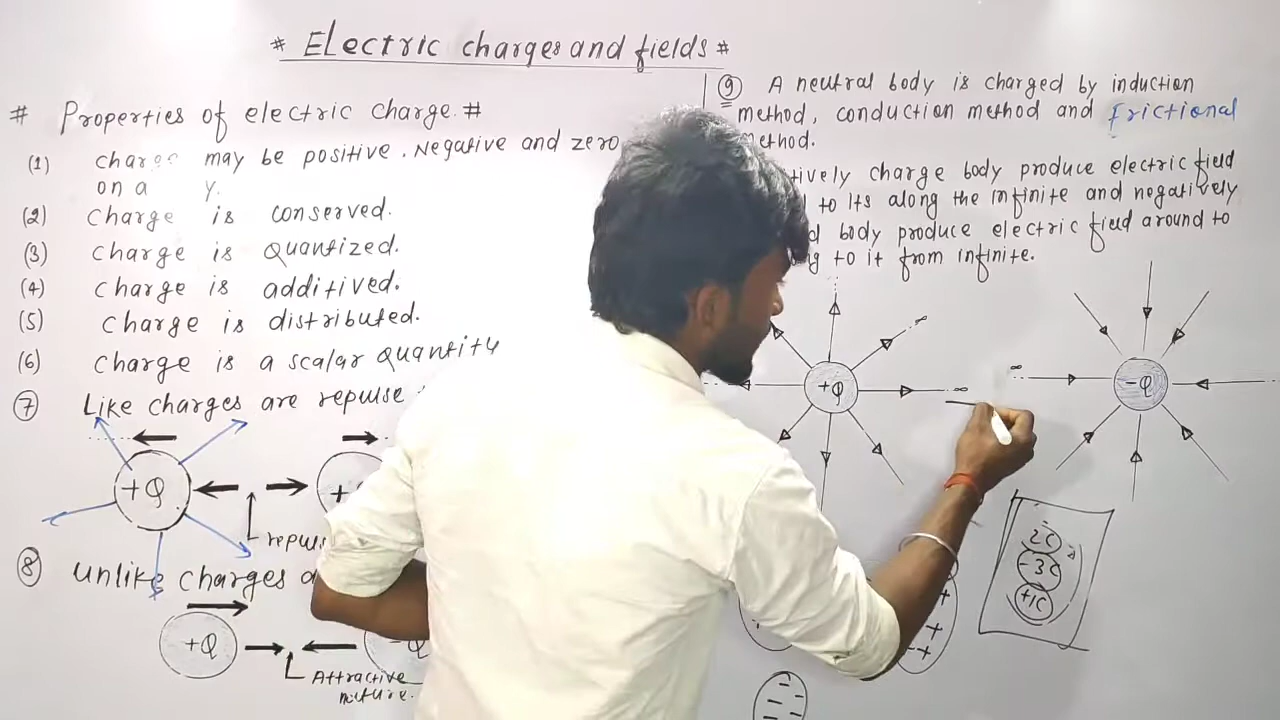 * Electric charges and fields *
# Properties of electric charge. #
(1) charge may be positive. Negative and zero
on a y.
(2) charge is conserved.
(3) charge is Quantized.
(4) charge is additived.
(5) charge is distributed.
(6) charge is a scalar quantity
(7) Like charges are repulse
+Q
+
repuls
(8) unlike charges a
+Q
- Q
Attractive
nuture.
(9) A neutral body is charged by induction
method, conduction method and frictional
method.
tively charge body produce electric field
to Its along the infinite and negatively
d body produce electric field around to
g to it from infinite.
+Q
∞
∞
∞
-Q
2C
-3C
+1C
+
+
-+
- -
- -